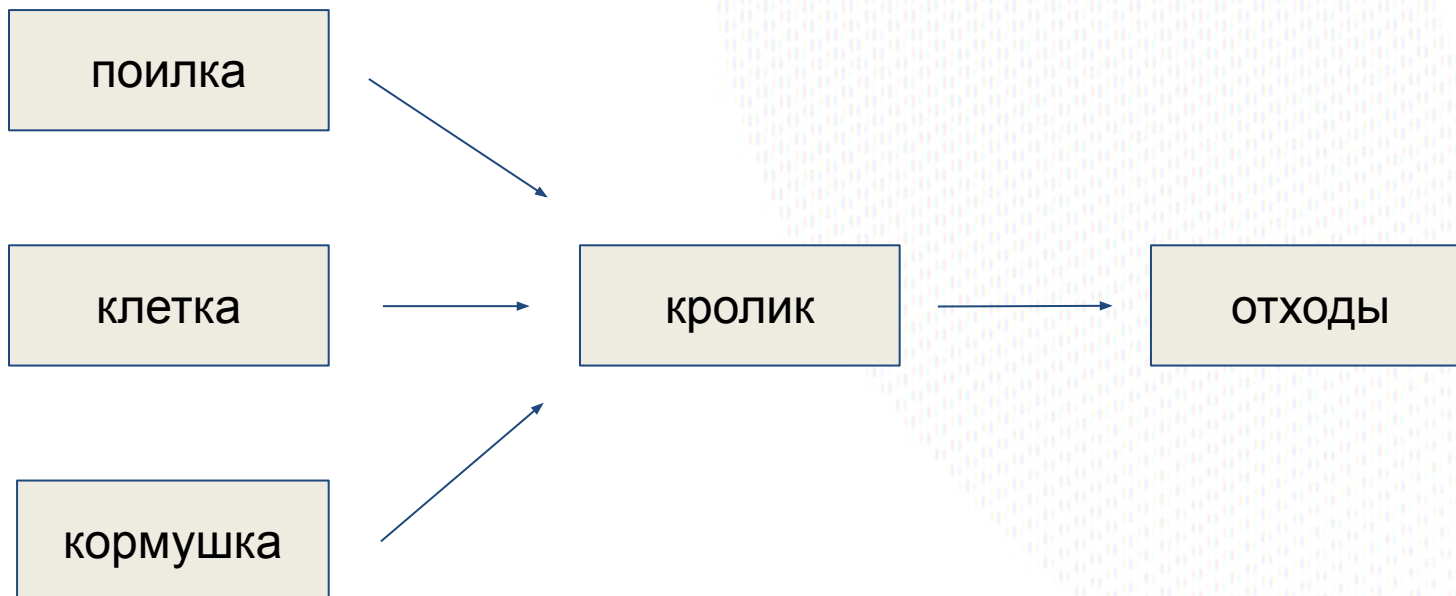 поилка
клетка
кролик
отходы
кормушка